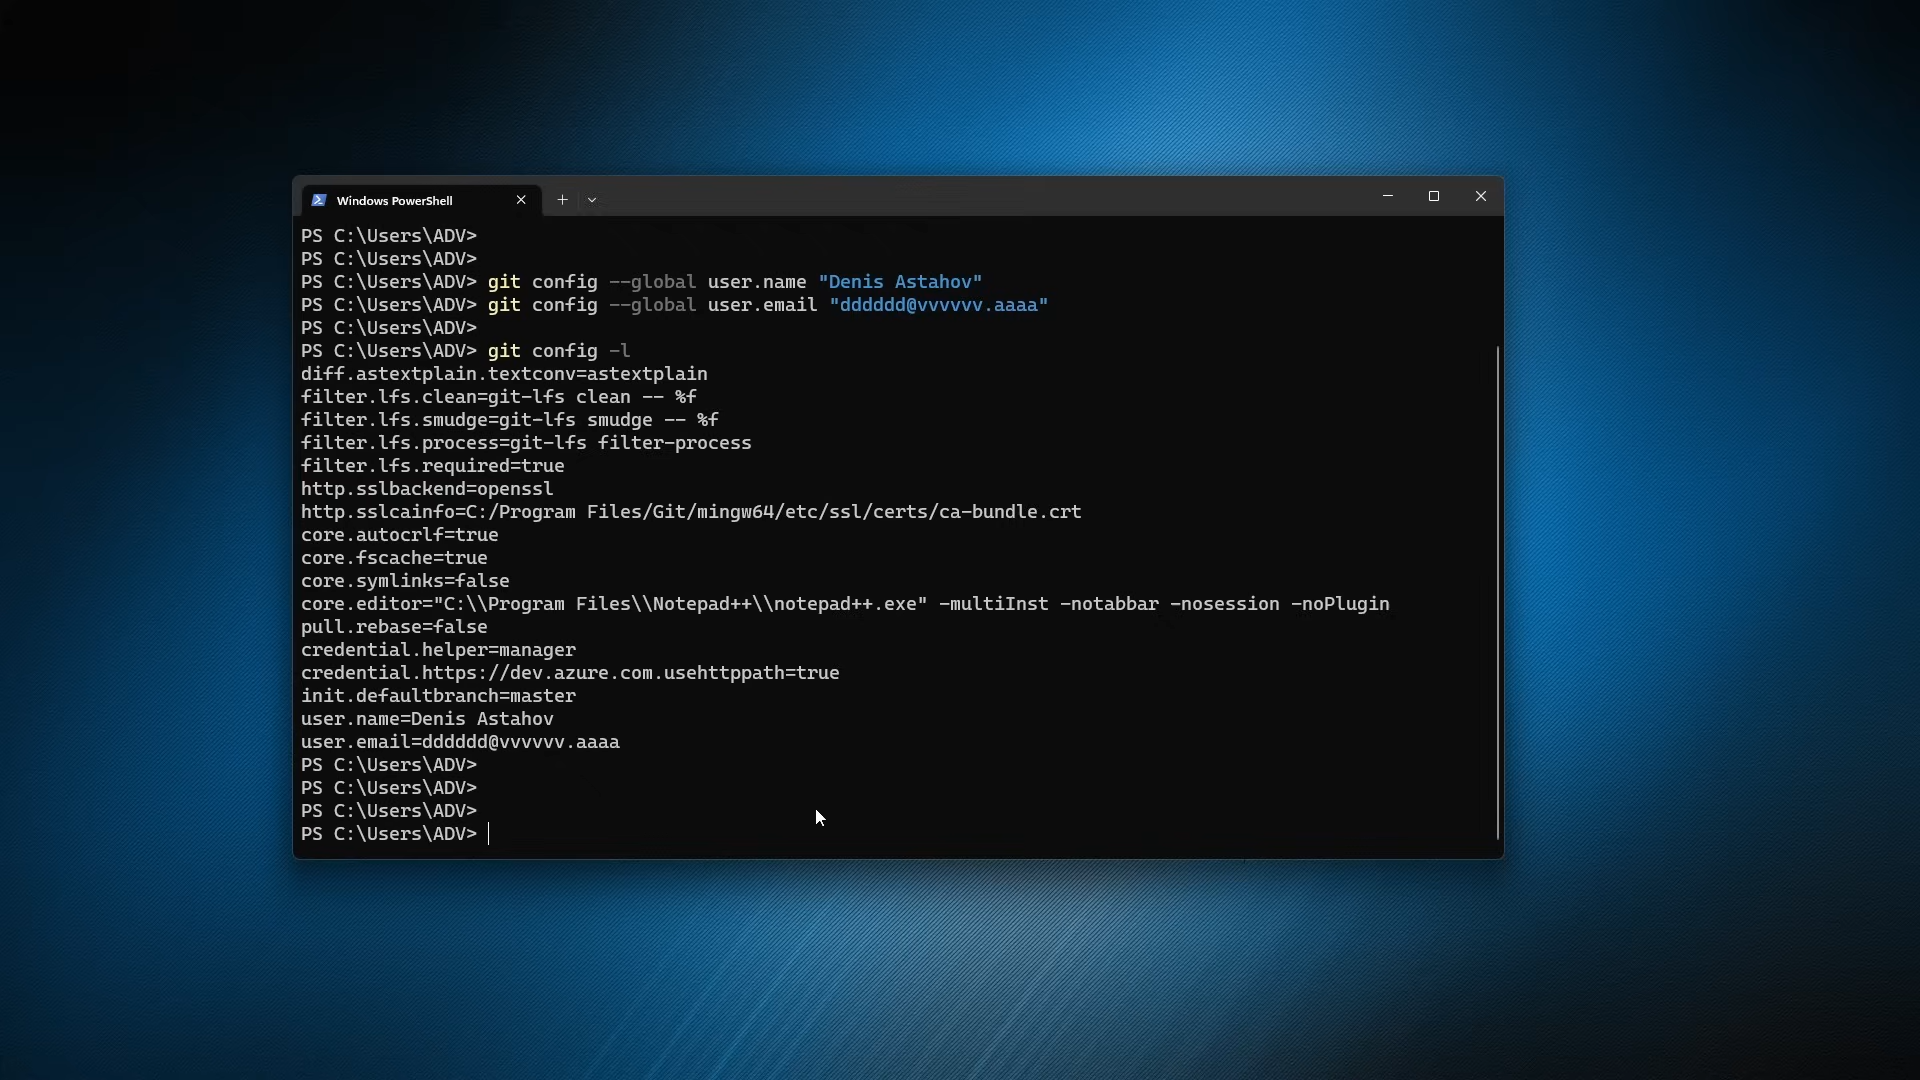 Windows PowerShell
PS C:\Users\ADV>
PS C:\Users\ADV>
PS C:\Users\ADV> git config --global user.name "Denis Astahov"
PS C:\Users\ADV> git config --global user.email "dddddd@vvvvvv.aaaa"
PS C:\Users\ADV>
PS C:\Users\ADV> git config -l
diff.astextplain.textconv=astextplain
filter.lfs.clean=git-lfs clean -- %f
filter.lfs.smudge=git-lfs smudge -- %f
filter.lfs.process=git-lfs filter-process
filter.lfs.required=true
http.sslbackend=openssl
http.sslcainfo=C:/Program Files/Git/mingw64/etc/ssl/certs/ca-bundle.crt
core.autocrlf=true
core.fscache=true
core.symlinks=false
core.editor="C:\\Program Files\\Notepad++\\notepad++.exe" -multiInst -notabbar -nosession -noPlugin
pull.rebase=false
credential.helper=manager
credential.https://dev.azure.com.usehttppath=true
init.defaultbranch=master
user.name=Denis Astahov
user.email=dddddd@vvvvvv.aaaa
PS C:\Users\ADV>
PS C:\Users\ADV>
PS C:\Users\ADV>
PS C:\Users\ADV>